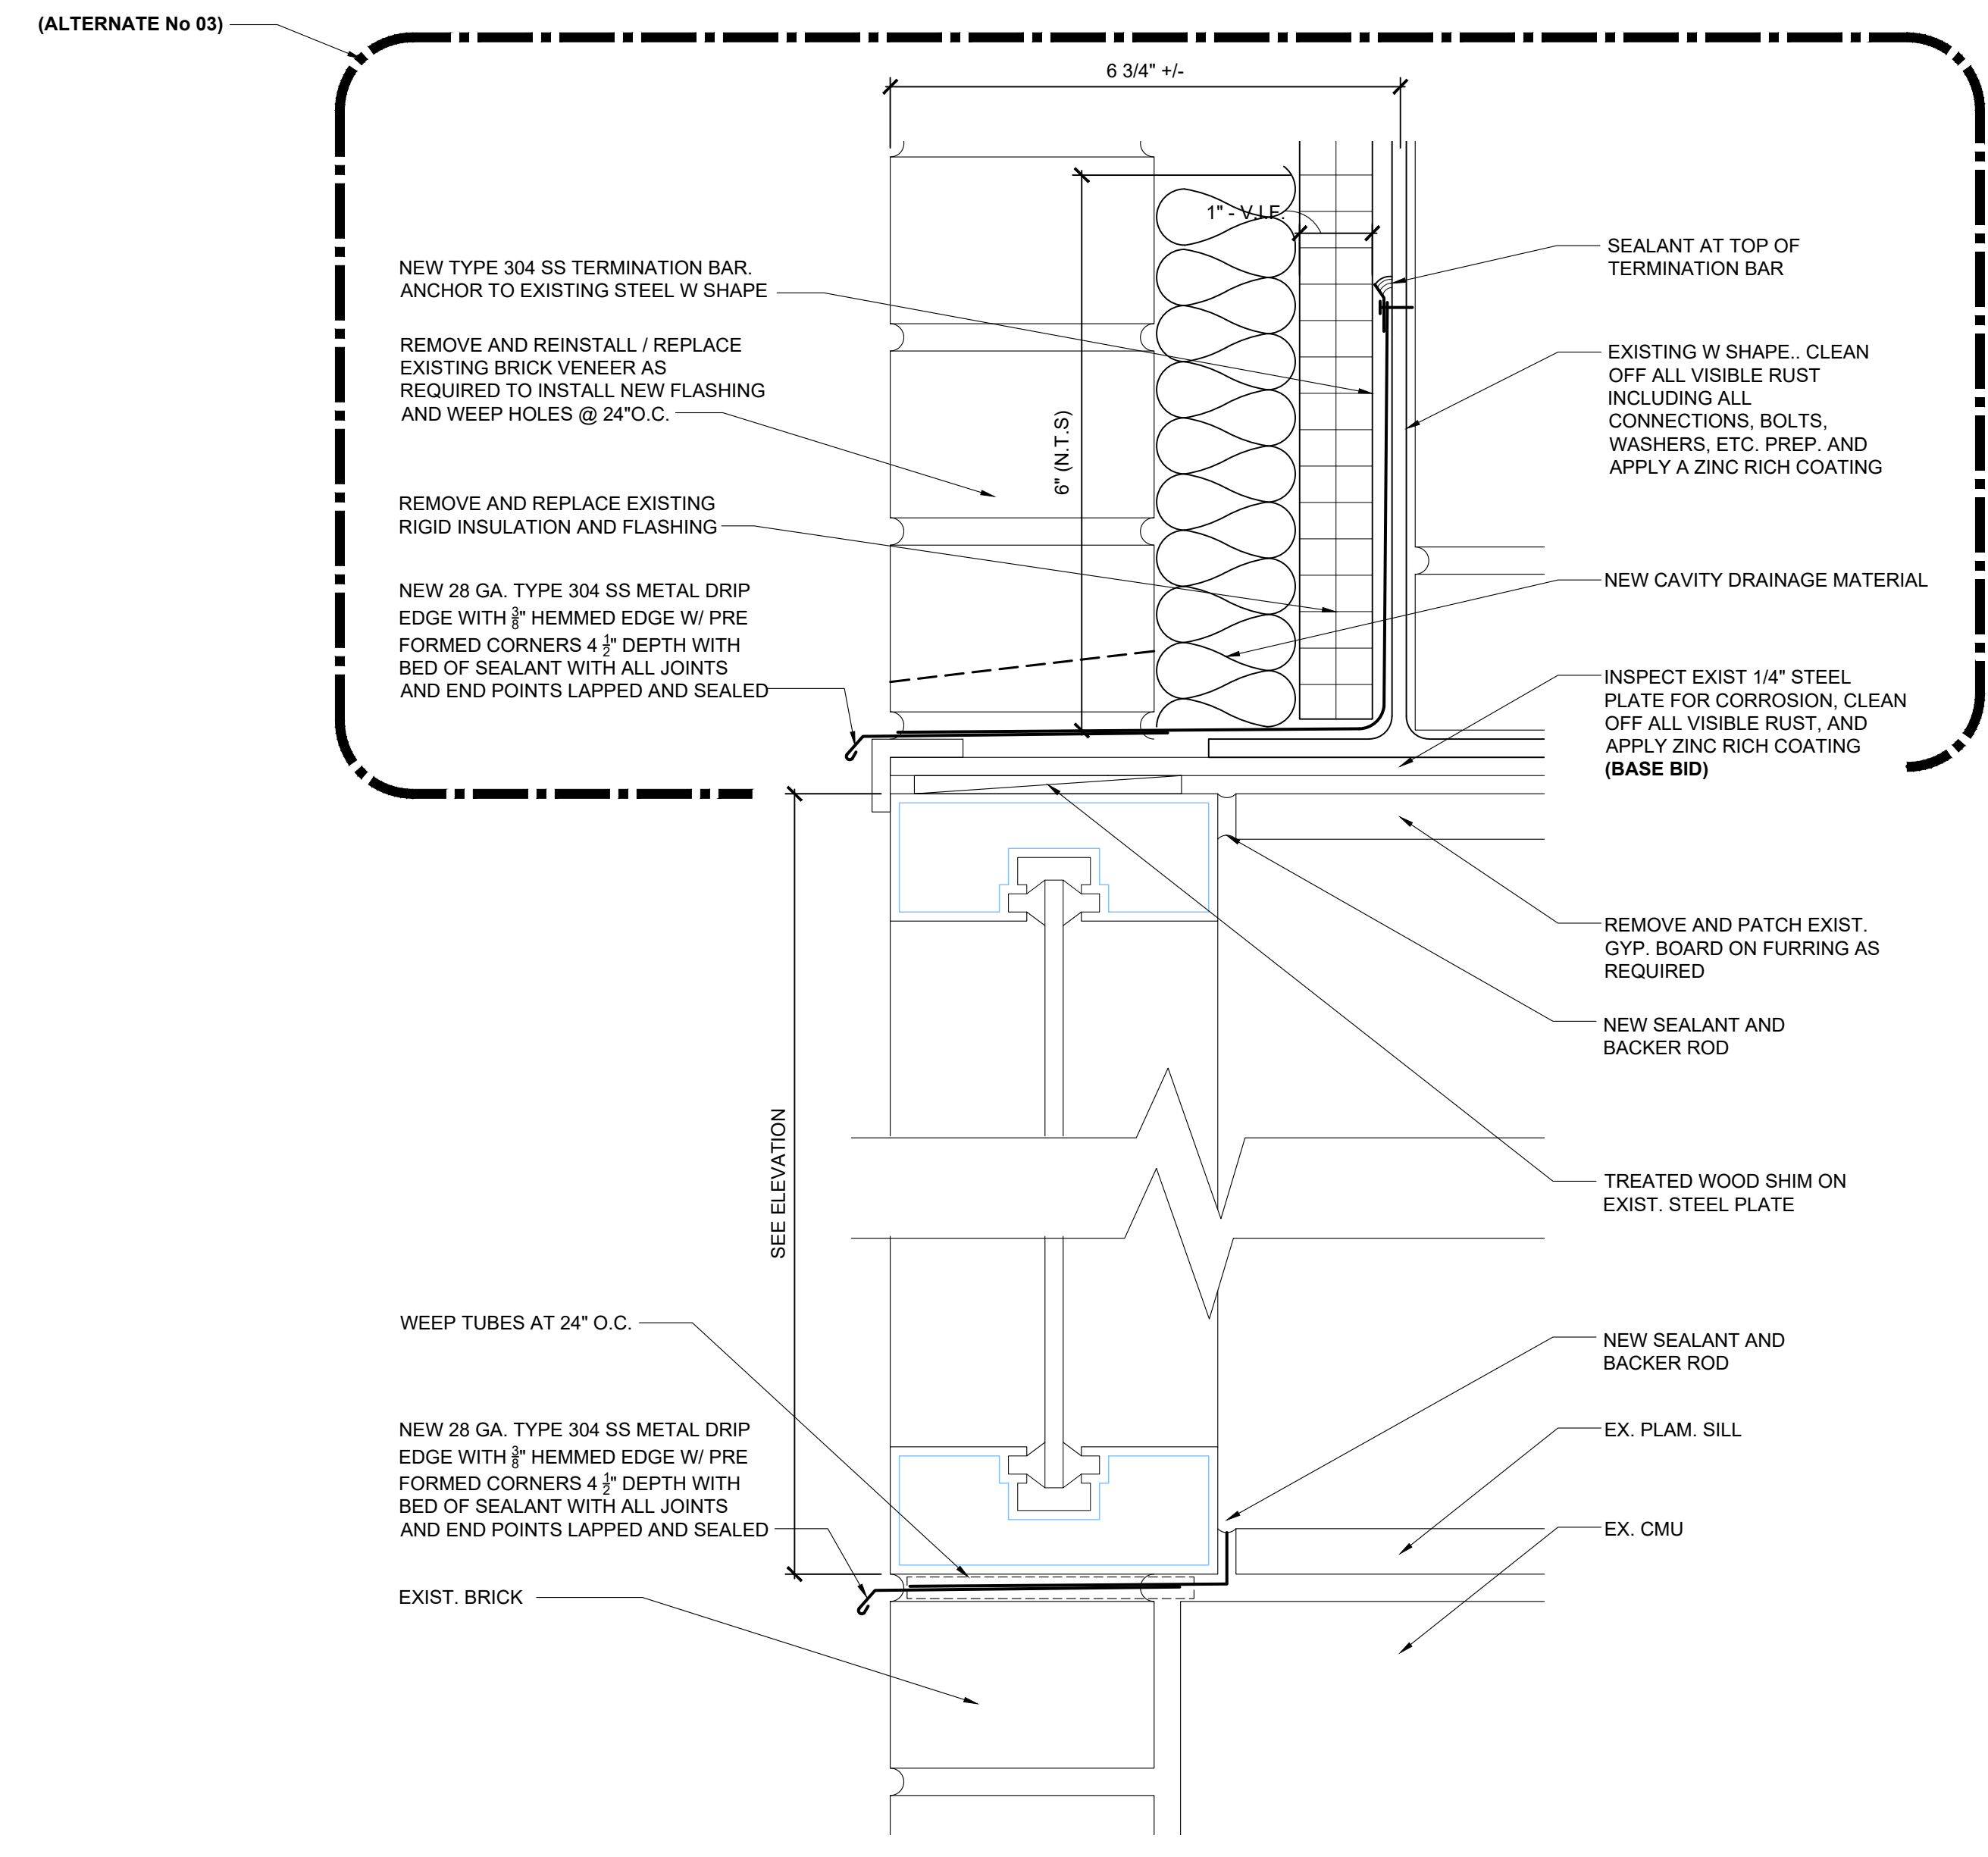 (ALTERNATE No 03)
6 3/4" +/-
1" - V.I.F.
6" (N.T.S)
NEW TYPE 304 SS TERMINATION BAR.
ANCHOR TO EXISTING STEEL W SHAPE
REMOVE AND REINSTALL / REPLACE
EXISTING BRICK VENEER AS
REQUIRED TO INSTALL NEW FLASHING
AND WEEP HOLES @ 24"O.C.
REMOVE AND REPLACE EXISTING
RIGID INSULATION AND FLASHING
NEW 28 GA. TYPE 304 SS METAL DRIP
EDGE WITH 3/8" HEMMED EDGE W/ PRE
FORMED CORNERS 4 1/2" DEPTH WITH
BED OF SEALANT WITH ALL JOINTS
AND END POINTS LAPPED AND SEALED
SEALANT AT TOP OF
TERMINATION BAR
EXISTING W SHAPE.. CLEAN
OFF ALL VISIBLE RUST
INCLUDING ALL
CONNECTIONS, BOLTS,
WASHERS, ETC. PREP. AND
APPLY A ZINC RICH COATING
NEW CAVITY DRAINAGE MATERIAL
INSPECT EXIST 1/4" STEEL
PLATE FOR CORROSION, CLEAN
OFF ALL VISIBLE RUST, AND
APPLY ZINC RICH COATING
(BASE BID)
REMOVE AND PATCH EXIST.
GYP. BOARD ON FURRING AS
REQUIRED
NEW SEALANT AND
BACKER ROD
TREATED WOOD SHIM ON
EXIST. STEEL PLATE
SEE ELEVATION
WEEP TUBES AT 24" O.C.
NEW 28 GA. TYPE 304 SS METAL DRIP
EDGE WITH 3/8" HEMMED EDGE W/ PRE
FORMED CORNERS 4 1/2" DEPTH WITH
BED OF SEALANT WITH ALL JOINTS
AND END POINTS LAPPED AND SEALED
EXIST. BRICK
NEW SEALANT AND
BACKER ROD
EX. PLAM. SILL
EX. CMU